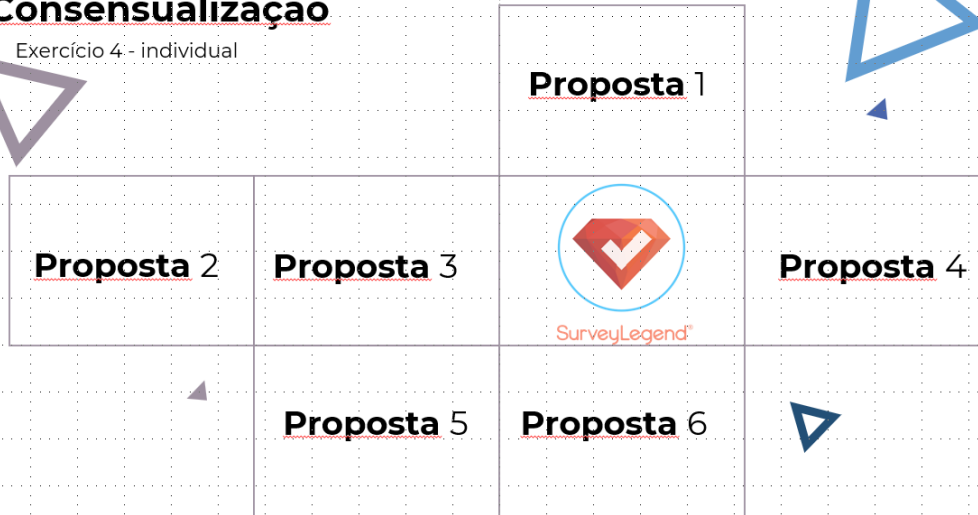 Consensualização
Exercício 4 - individual
Proposta 1
Proposta 2
Proposta 3
SurveyLegend®
Proposta 4
Proposta 5
Proposta 6